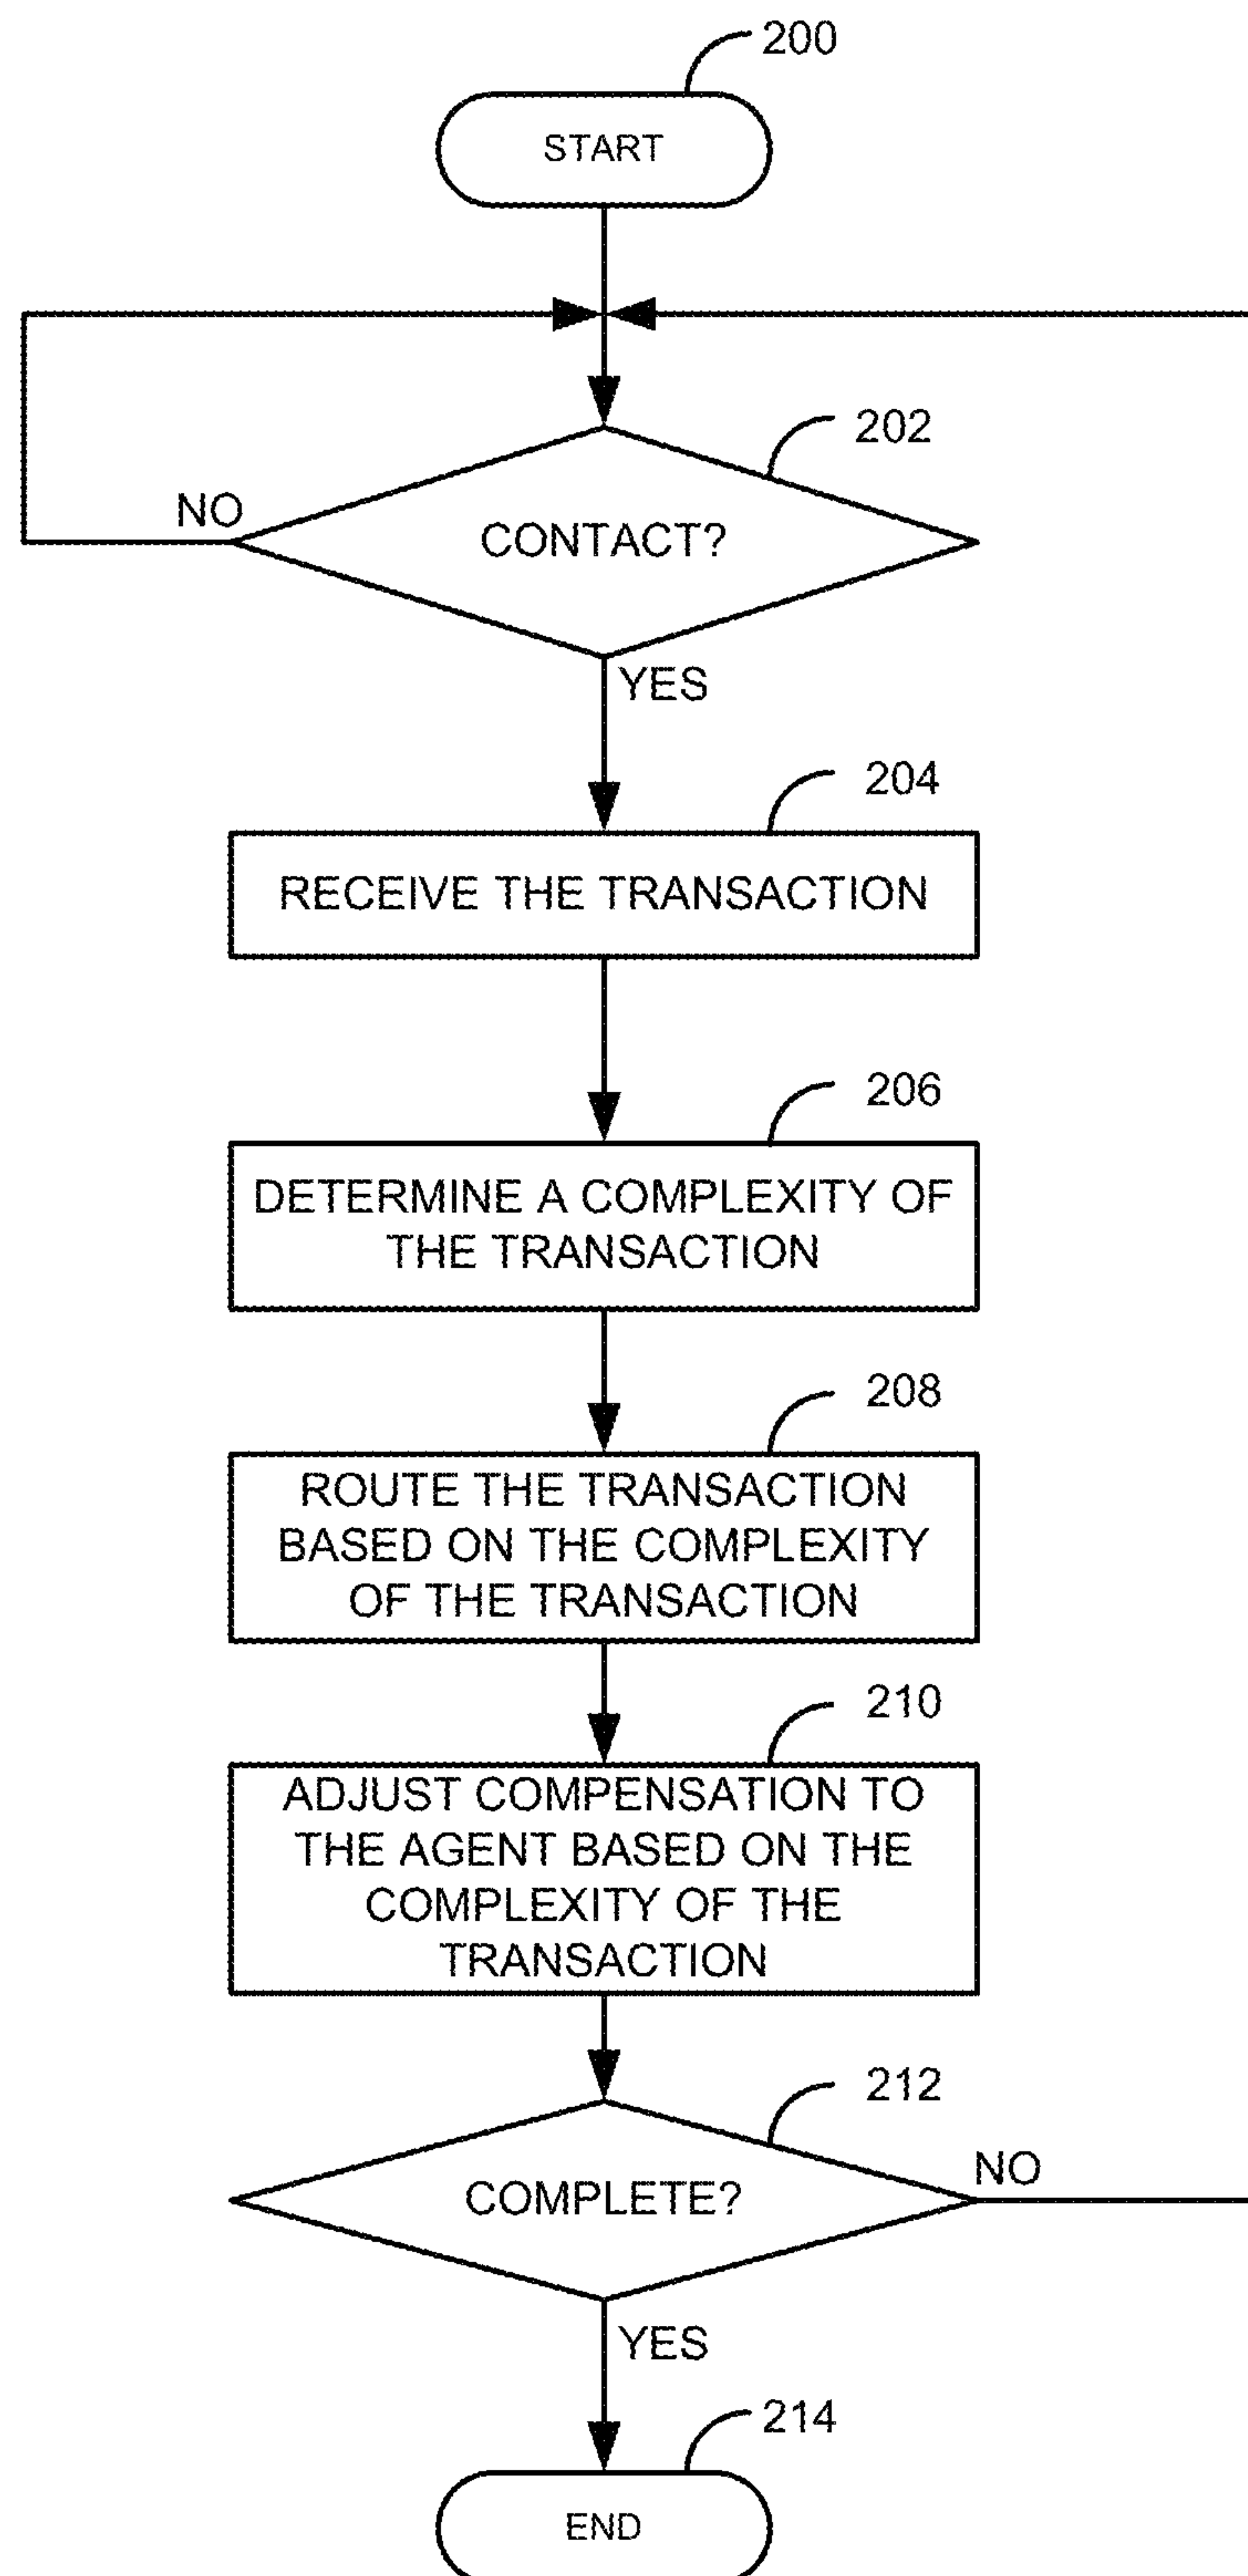 200
START
202
NO
CONTACT?
YES
204
RECEIVE THE TRANSACTION
206
DETERMINE A COMPLEXITY OF
THE TRANSACTION
208
ROUTE THE TRANSACTION
BASED ON THE COMPLEXITY
OF THE TRANSACTION
210
ADJUST COMPENSATION TO
THE AGENT BASED ON THE
COMPLEXITY OF THE
TRANSACTION
212
NO
COMPLETE?
YES
214
END